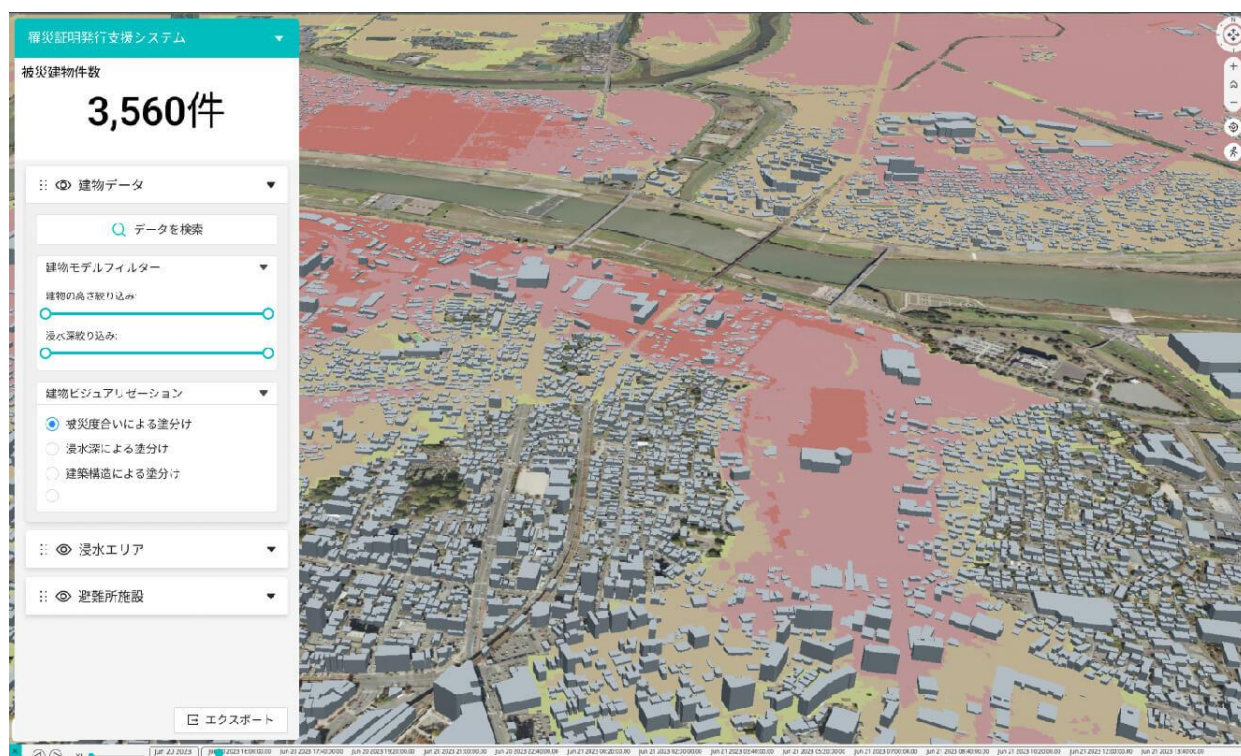 罹災証明発行支援システム
被災建物件数
3,560件
建物データ
データを検索
建物モデルフィルター
建物の高さ絞り込み:
浸水深絞り込み:
建物ビジュアリゼーション
被災度合いによる塗分け
浸水深による塗分け
建築構造による塗分け
浸水エリア
避難所施設
エクスポート